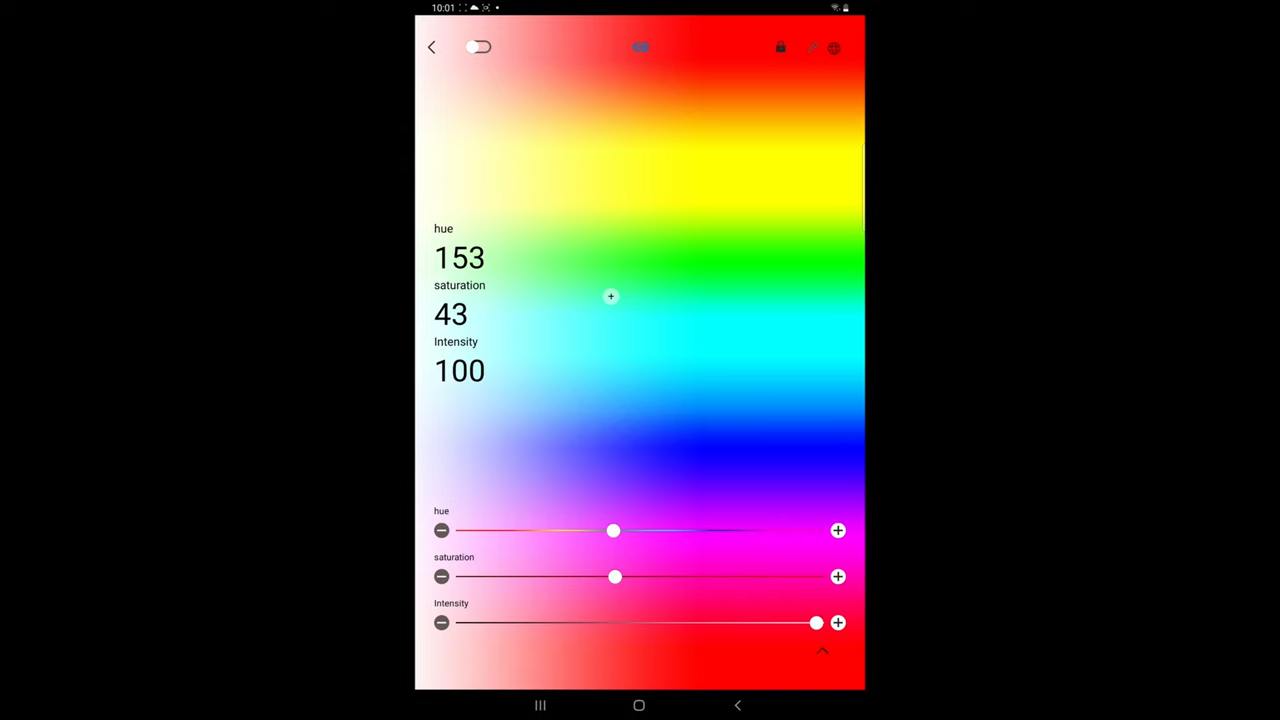 10:01
hue
153
saturation
43
Intensity
100
hue
saturation
Intensity